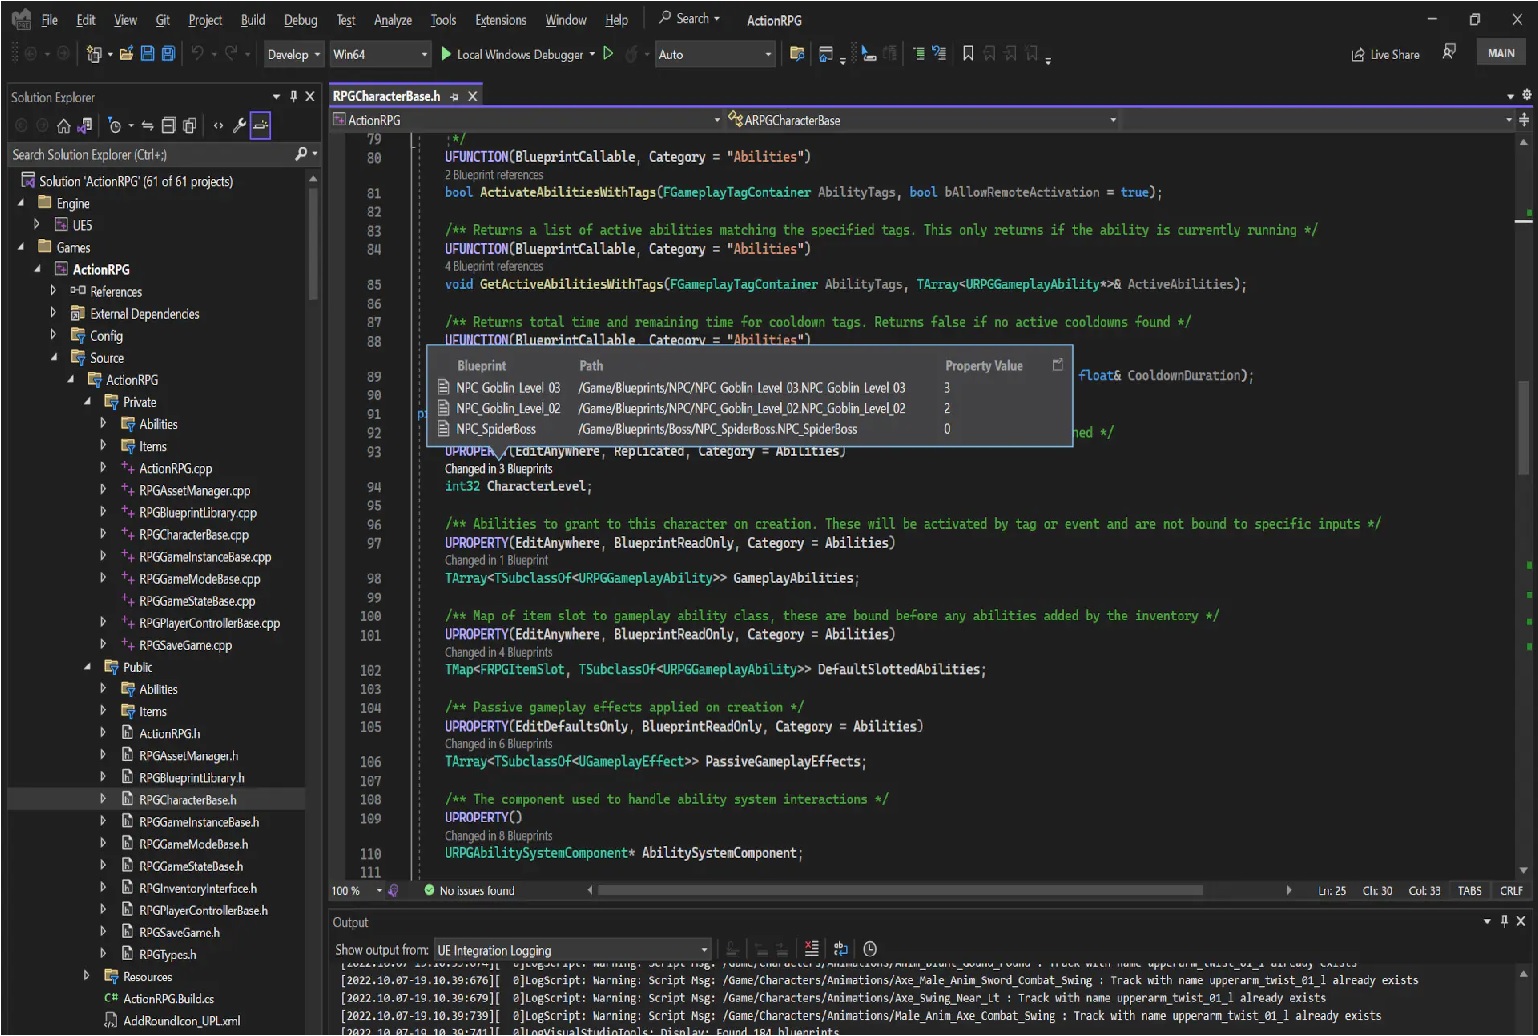 File Edit View Git Project Build Debug Test Analyze Tools Extensions Window Help Search ActionRPG
Develop Win64 Local Windows Debugger Auto Live Share MAIN
Solution Explorer
Search Solution Explorer (Ctrl+;)
Solution 'ActionRPG' (61 of 61 projects)
Engine
UE5
Games
ActionRPG
References
External Dependencies
Config
Source
ActionRPG
Private
Abilities
Items
ActionRPG.cpp
RPGAssetManager.cpp
RPGBlueprintLibrary.cpp
RPGCharacterBase.cpp
RPGGameInstanceBase.cpp
RPGGameModeBase.cpp
RPGGameStateBase.cpp
RPGPlayerControllerBase.cpp
RPGSaveGame.cpp
Public
Abilities
Items
ActionRPG.h
RPGAssetManager.h
RPGBlueprintLibrary.h
RPGCharacterBase.h
RPGGameInstanceBase.h
RPGGameModeBase.h
RPGGameStateBase.h
RPGInventoryInterface.h
RPGPlayerControllerBase.h
RPGSaveGame.h
RPGTypes.h
Resources
C# ActionRPG.Build.cs
AddRoundIcon_UPL.xml
RPGCharacterBase.h
ActionRPG ARPGCharacterBase
79 */
80 UFUNCTION(BlueprintCallable, Category = "Abilities")
2 Blueprint references
81 bool ActivateAbilitiesWithTags(FGameplayTagContainer AbilityTags, bool bAllowRemoteActivation = true);
82
83 /** Returns a list of active abilities matching the specified tags. This only returns if the ability is currently running */
84 UFUNCTION(BlueprintCallable, Category = "Abilities")
4 Blueprint references
85 void GetActiveAbilitiesWithTags(FGameplayTagContainer AbilityTags, TArray<URPGGameplayAbility*>& ActiveAbilities);
86
87 /** Returns total time and remaining time for cooldown tags. Returns false if no active cooldowns found */
88 UFUNCTION(BlueprintCallable, Category = "Abilities")
Blueprint Path Property Value
NPC_Goblin_Level_03 /Game/Blueprints/NPC/NPC_Goblin_Level_03.NPC_Goblin_Level_03 3
NPC_Goblin_Level_02 /Game/Blueprints/NPC/NPC_Goblin_Level_02.NPC_Goblin_Level_02 2
NPC_SpiderBoss /Game/Blueprints/Boss/NPC_SpiderBoss.NPC_SpiderBoss 0
89 float& CooldownDuration);
90
91
92 */
93 UPROPERTY(EditAnywhere, Replicated, Category = Abilities)
Changed in 3 Blueprints
94 int32 CharacterLevel;
95
96 /** Abilities to grant to this character on creation. These will be activated by tag or event and are not bound to specific inputs */
97 UPROPERTY(EditAnywhere, BlueprintReadOnly, Category = Abilities)
Changed in 1 Blueprint
98 TArray<TSubclassOf<URPGGameplayAbility>> GameplayAbilities;
99
100 /** Map of item slot to gameplay ability class, these are bound before any abilities added by the inventory */
101 UPROPERTY(EditAnywhere, BlueprintReadOnly, Category = Abilities)
Changed in 4 Blueprints
102 TMap<FRPGItemSlot, TSubclassOf<URPGGameplayAbility>> DefaultSlottedAbilities;
103
104 /** Passive gameplay effects applied on creation */
105 UPROPERTY(EditDefaultsOnly, BlueprintReadOnly, Category = Abilities)
Changed in 6 Blueprints
106 TArray<TSubclassOf<UGameplayEffect>> PassiveGameplayEffects;
107
108 /** The component used to handle ability system interactions */
109 UPROPERTY()
Changed in 8 Blueprints
110 URPGAbilitySystemComponent* AbilitySystemComponent;
111
100 % No issues found Ln: 25 Ch: 30 Col: 33 TABS CRLF
Output
Show output from: UE Integration Logging
[2022.10.07-19.10.39:676][ 0]LogScript: Warning: Script Msg: /Game/Characters/Animations/Axe_Male_Anim_Sword_Combat_Swing : Track with name upperarm_twist_01_l already exists
[2022.10.07-19.10.39:679][ 0]LogScript: Warning: Script Msg: /Game/Characters/Animations/Axe_Swing_Near_Lt : Track with name upperarm_twist_01_l already exists
[2022.10.07-19.10.39:739][ 0]LogScript: Warning: Script Msg: /Game/Characters/Animations/Male_Anim_Axe_Combat_Swing : Track with name upperarm_twist_01_l already exists
[2022.10.07-19.10.39:741][ 0]LogVisualStudioTools: Display: Found 184 blueprints